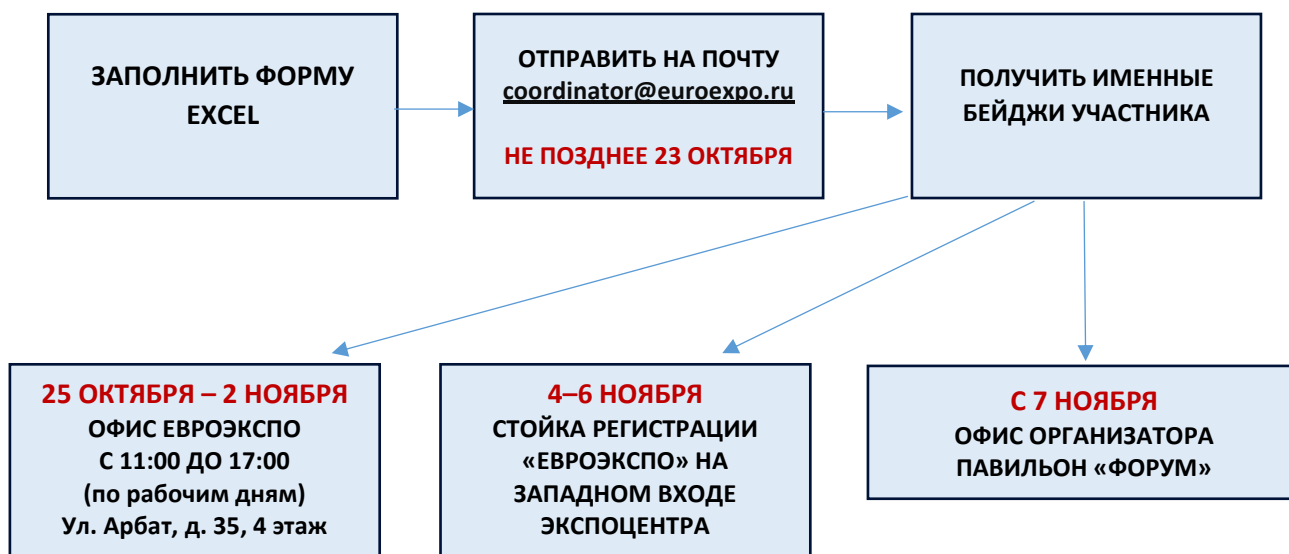 ЗАПОЛНИТЬ ФОРМУ
EXCEL
ОТПРАВИТЬ НА ПОЧТУ
coordinator@euroexpo.ru
НЕ ПОЗДНЕЕ 23 ОКТЯБРЯ
ПОЛУЧИТЬ ИМЕННЫЕ
БЕЙДЖИ УЧАСТНИКА
25 ОКТЯБРЯ – 2 НОЯБРЯ
ОФИС ЕВРОЭКСПО
С 11:00 ДО 17:00
(по рабочим дням)
Ул. Арбат, д. 35, 4 этаж
4–6 НОЯБРЯ
СТОЙКА РЕГИСТРАЦИИ
«ЕВРОЭКСПО» НА
ЗАПАДНОМ ВХОДЕ
ЭКСПОЦЕНТРА
С 7 НОЯБРЯ
ОФИС ОРГАНИЗАТОРА
ПАВИЛЬОН «ФОРУМ»